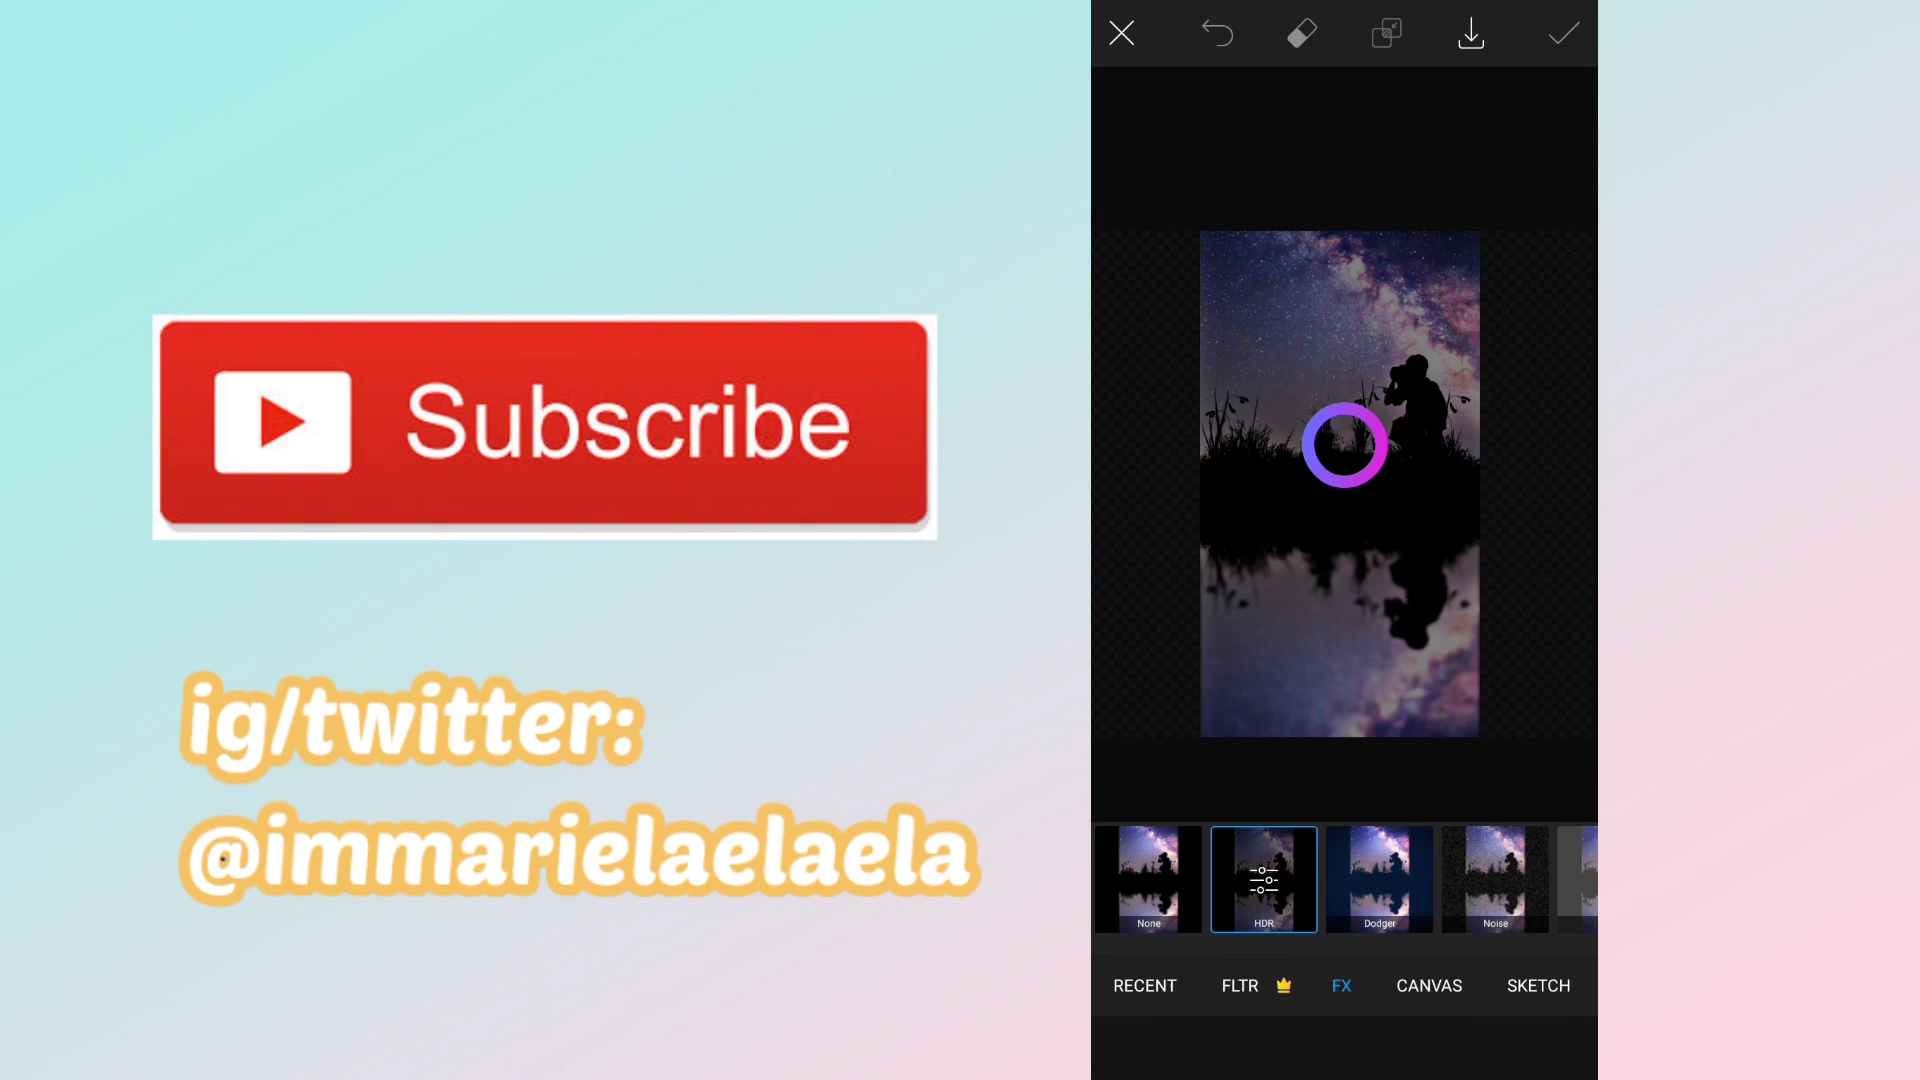 Subscribe
ig/twitter:
@immarielaelaela
None
HDR
Dodger
Noise
RECENT
FLTR
FX
CANVAS
SKETCH